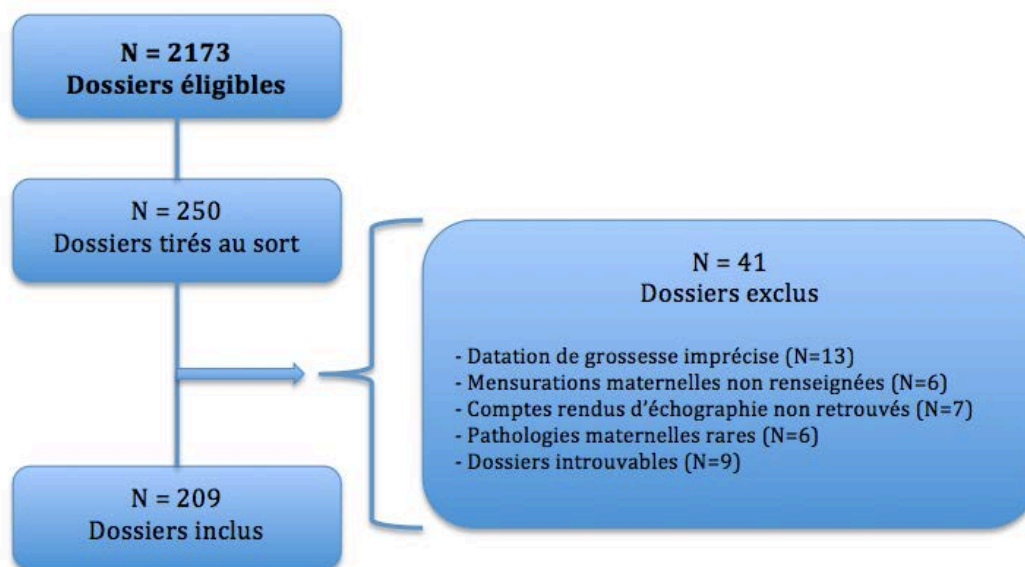 N = 2173
Dossiers éligibles
N = 250
Dossiers tirés au sort
N = 41
Dossiers exclus
- Datation de grossesse imprécise (N=13)
- Mensurations maternelles non renseignées (N=6)
- Comptes rendus d'échographie non retrouvés (N=7)
- Pathologies maternelles rares (N=6)
- Dossiers introuvables (N=9)
N = 209
Dossiers inclus